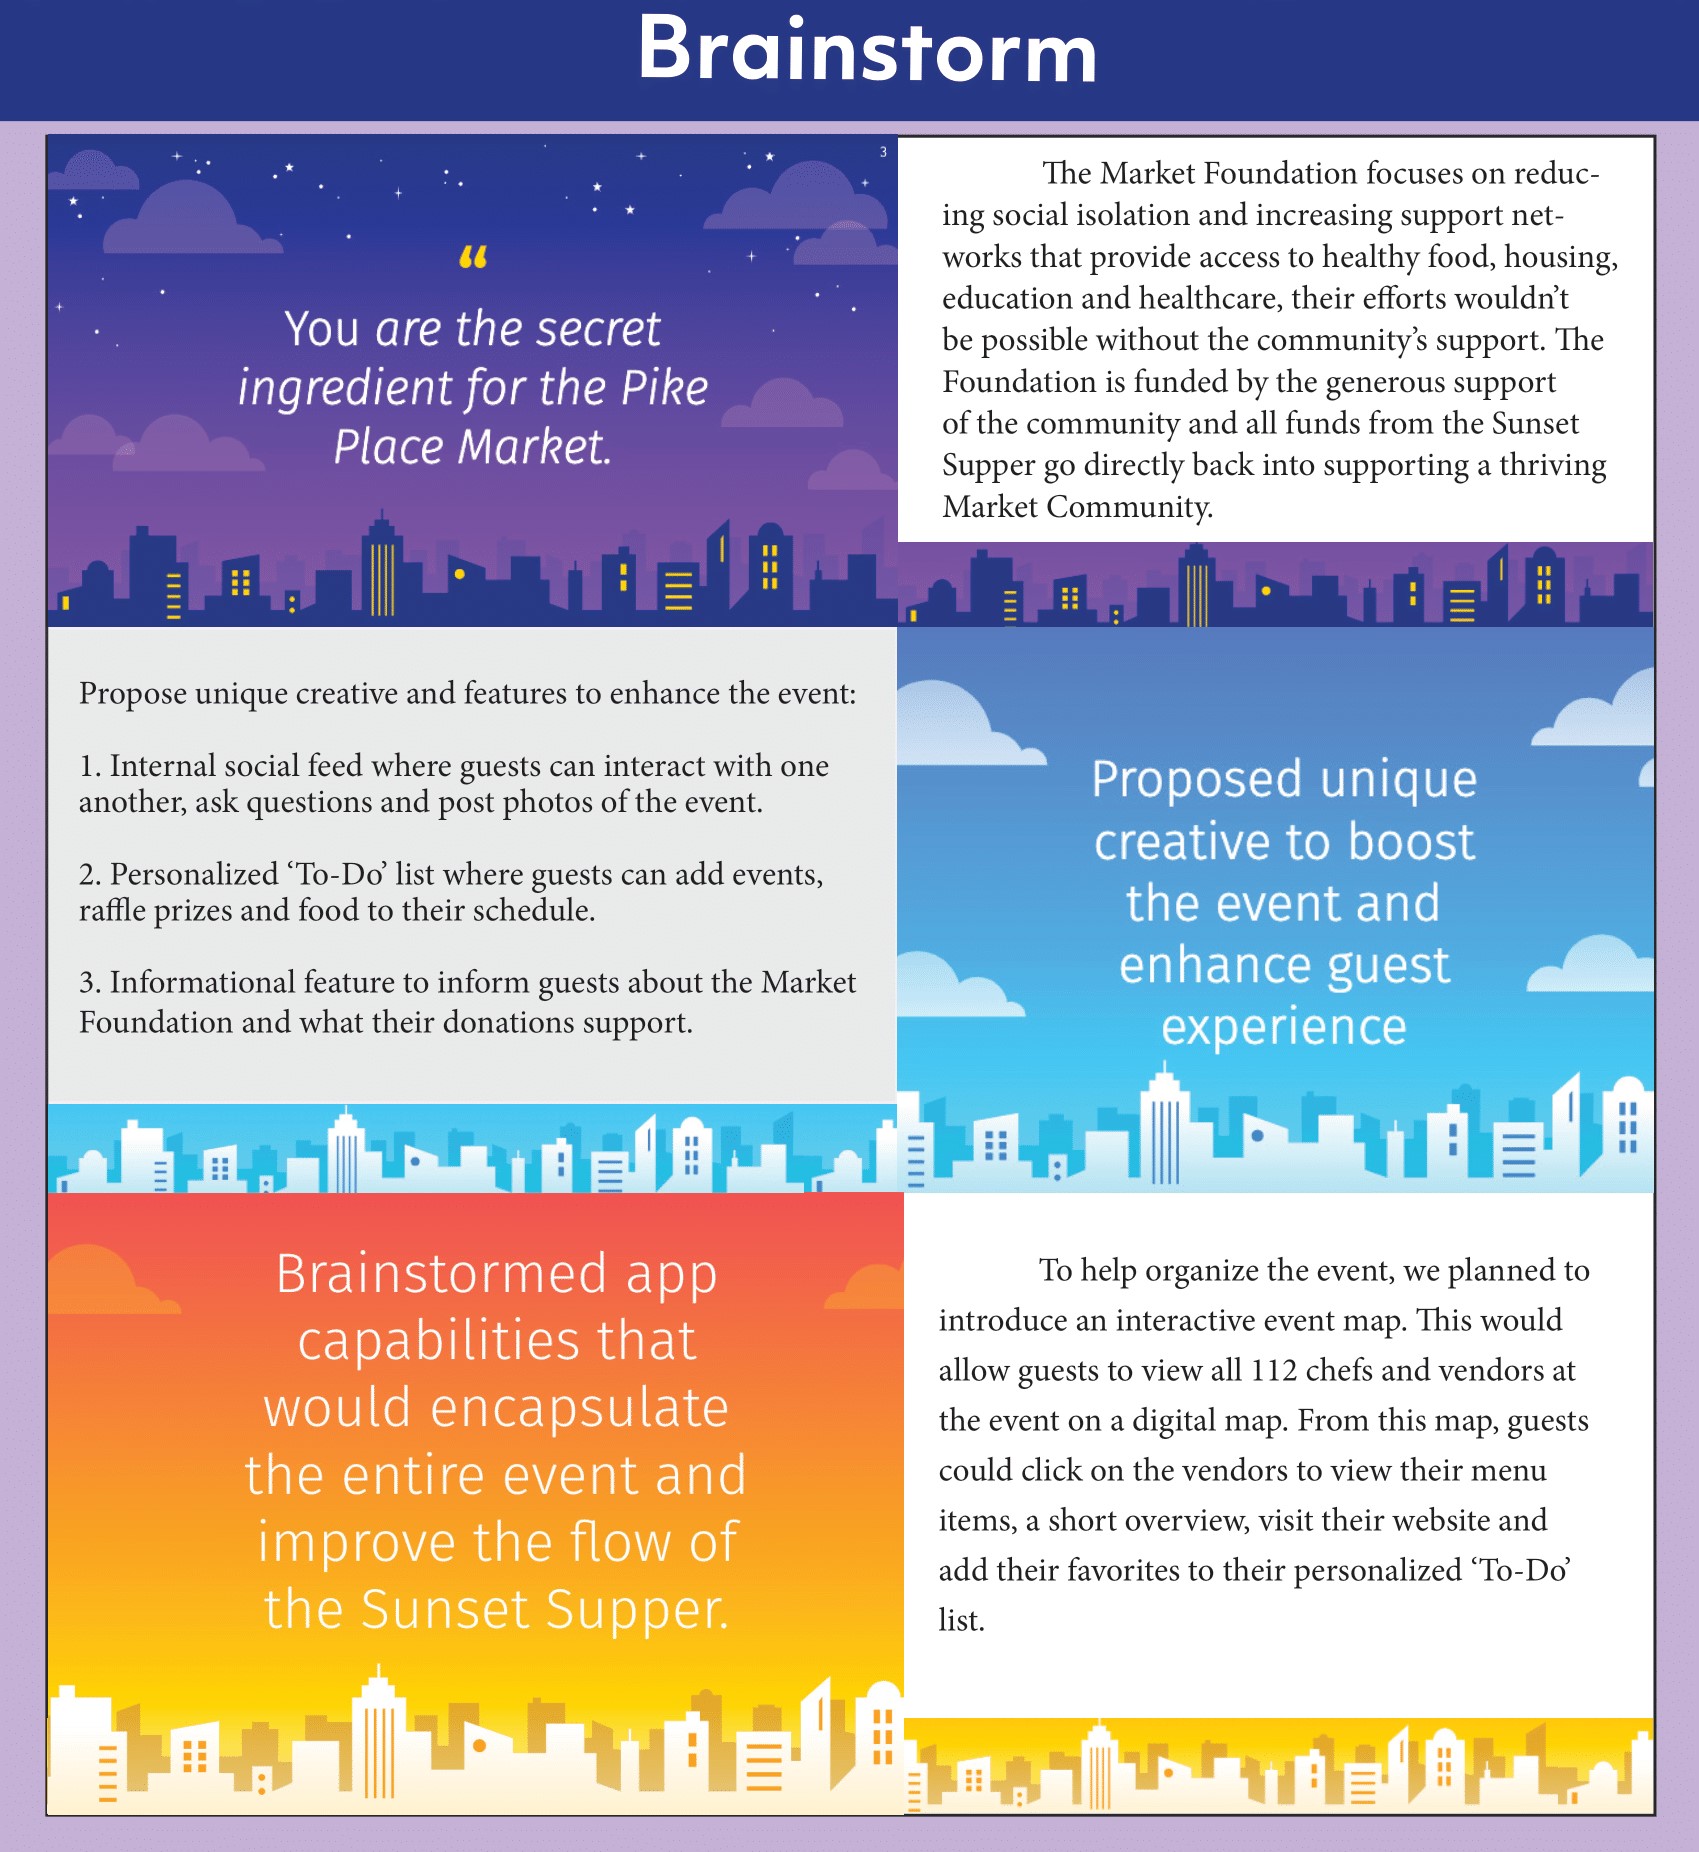 Brainstorm
3
“
You are the secret
ingredient for the Pike
Place Market.
The Market Foundation focuses on reduc-
ing social isolation and increasing support net-
works that provide access to healthy food, housing,
education and healthcare, their efforts wouldn’t
be possible without the community’s support. The
Foundation is funded by the generous support
of the community and all funds from the Sunset
Supper go directly back into supporting a thriving
Market Community.
Propose unique creative and features to enhance the event:
1. Internal social feed where guests can interact with one
another, ask questions and post photos of the event.
2. Personalized ‘To-Do’ list where guests can add events,
raffle prizes and food to their schedule.
3. Informational feature to inform guests about the Market
Foundation and what their donations support.
Proposed unique
creative to boost
the event and
enhance guest
experience
Brainstormed app
capabilities that
would encapsulate
the entire event and
improve the flow of
the Sunset Supper.
To help organize the event, we planned to
introduce an interactive event map. This would
allow guests to view all 112 chefs and vendors at
the event on a digital map. From this map, guests
could click on the vendors to view their menu
items, a short overview, visit their website and
add their favorites to their personalized ‘To-Do’
list.